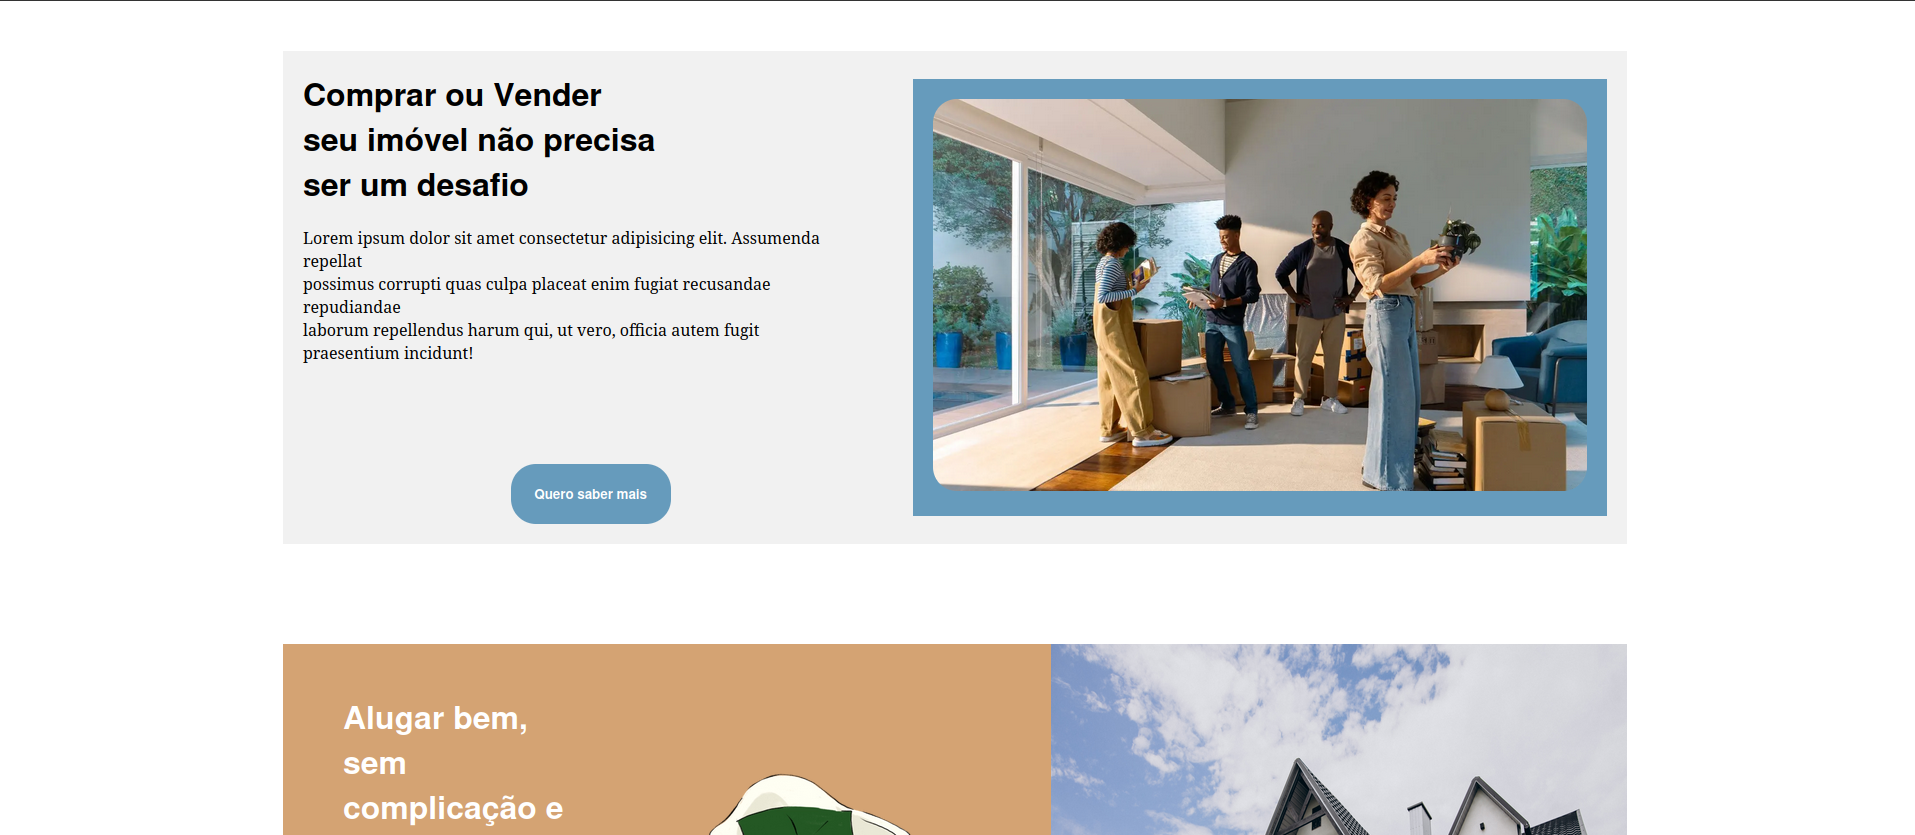 Comprar ou Vender
seu imóvel não precisa
ser um desafio
Lorem ipsum dolor sit amet consectetur adipisicing elit. Assumenda
repellat
possimus corrupti quas culpa placeat enim fugiat recusandae
repudiandae
laborum repellendus harum qui, ut vero, officia autem fugit
praesentium incidunt!
Quero saber mais
Alugar bem,
sem
complicação e